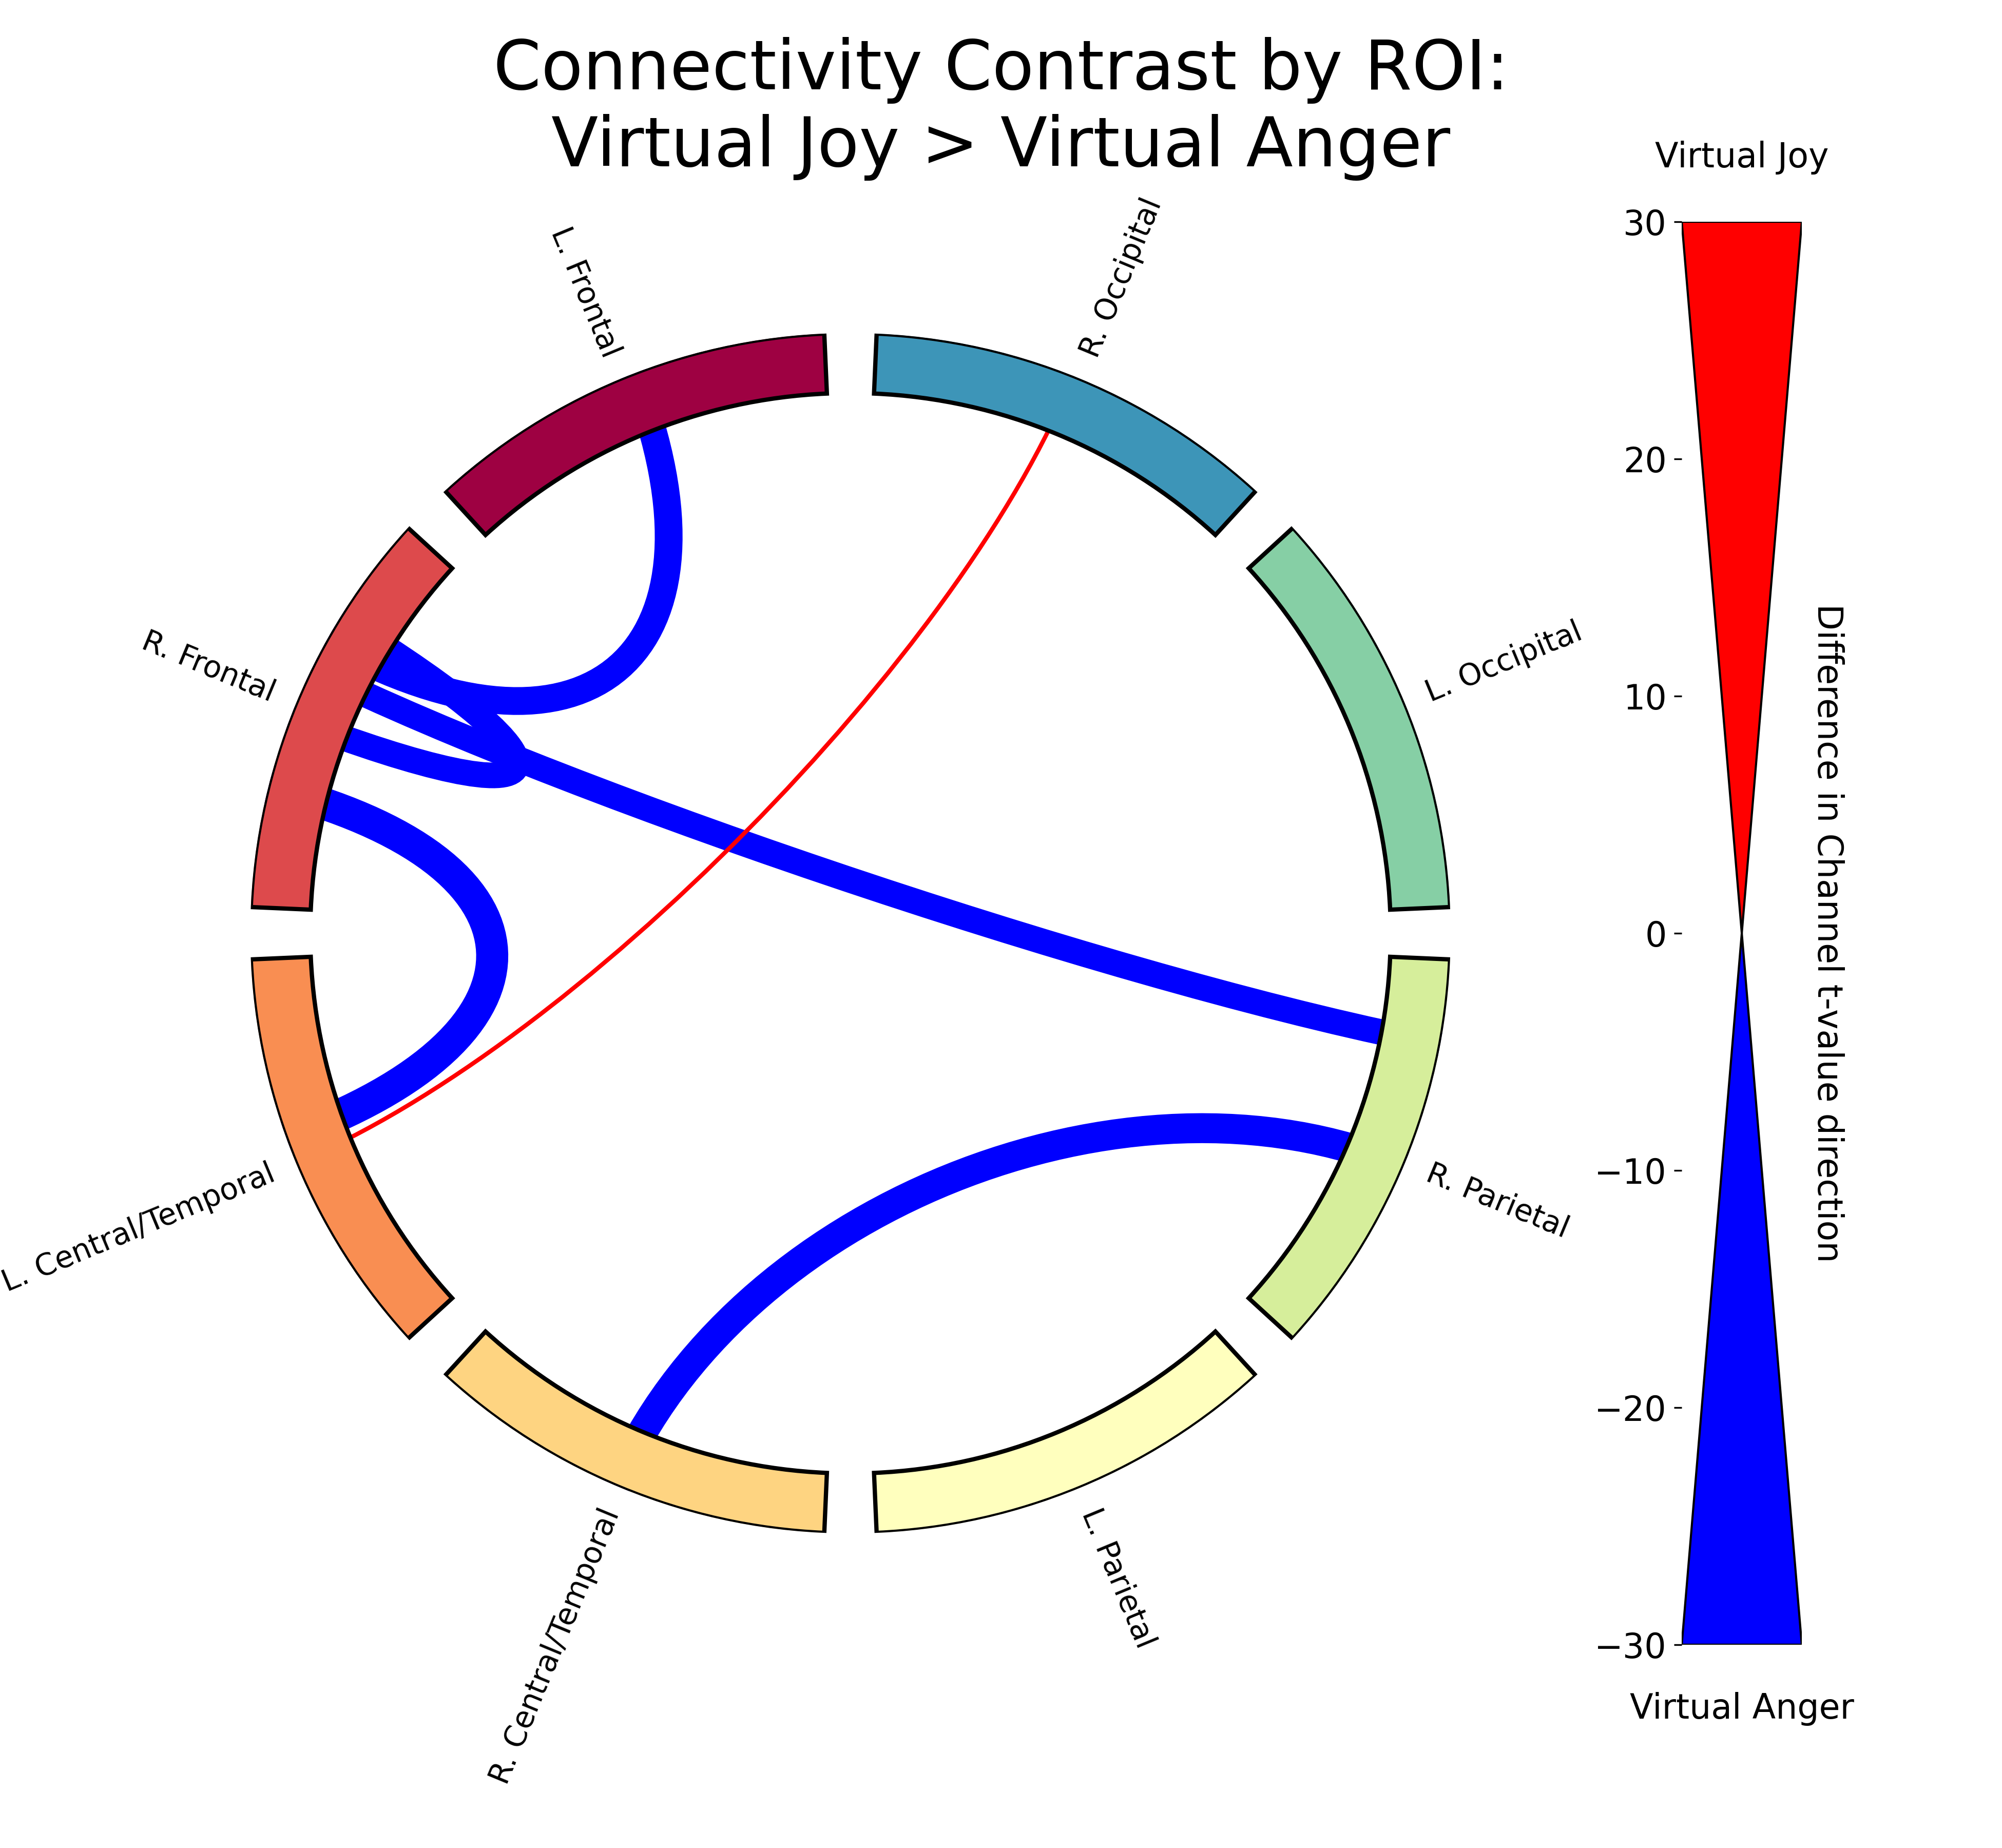 Connectivity Contrast by ROI:
Virtual Joy > Virtual Anger
Virtual Joy
L. Frontal
R. Occipital
R. Frontal
L. Occipital
L. Central/Temporal
R. Parietal
R. Central/Temporal
L. Parietal
30
20
10
0
−10
−20
−30
Difference in Channel t-value direction
Virtual Anger